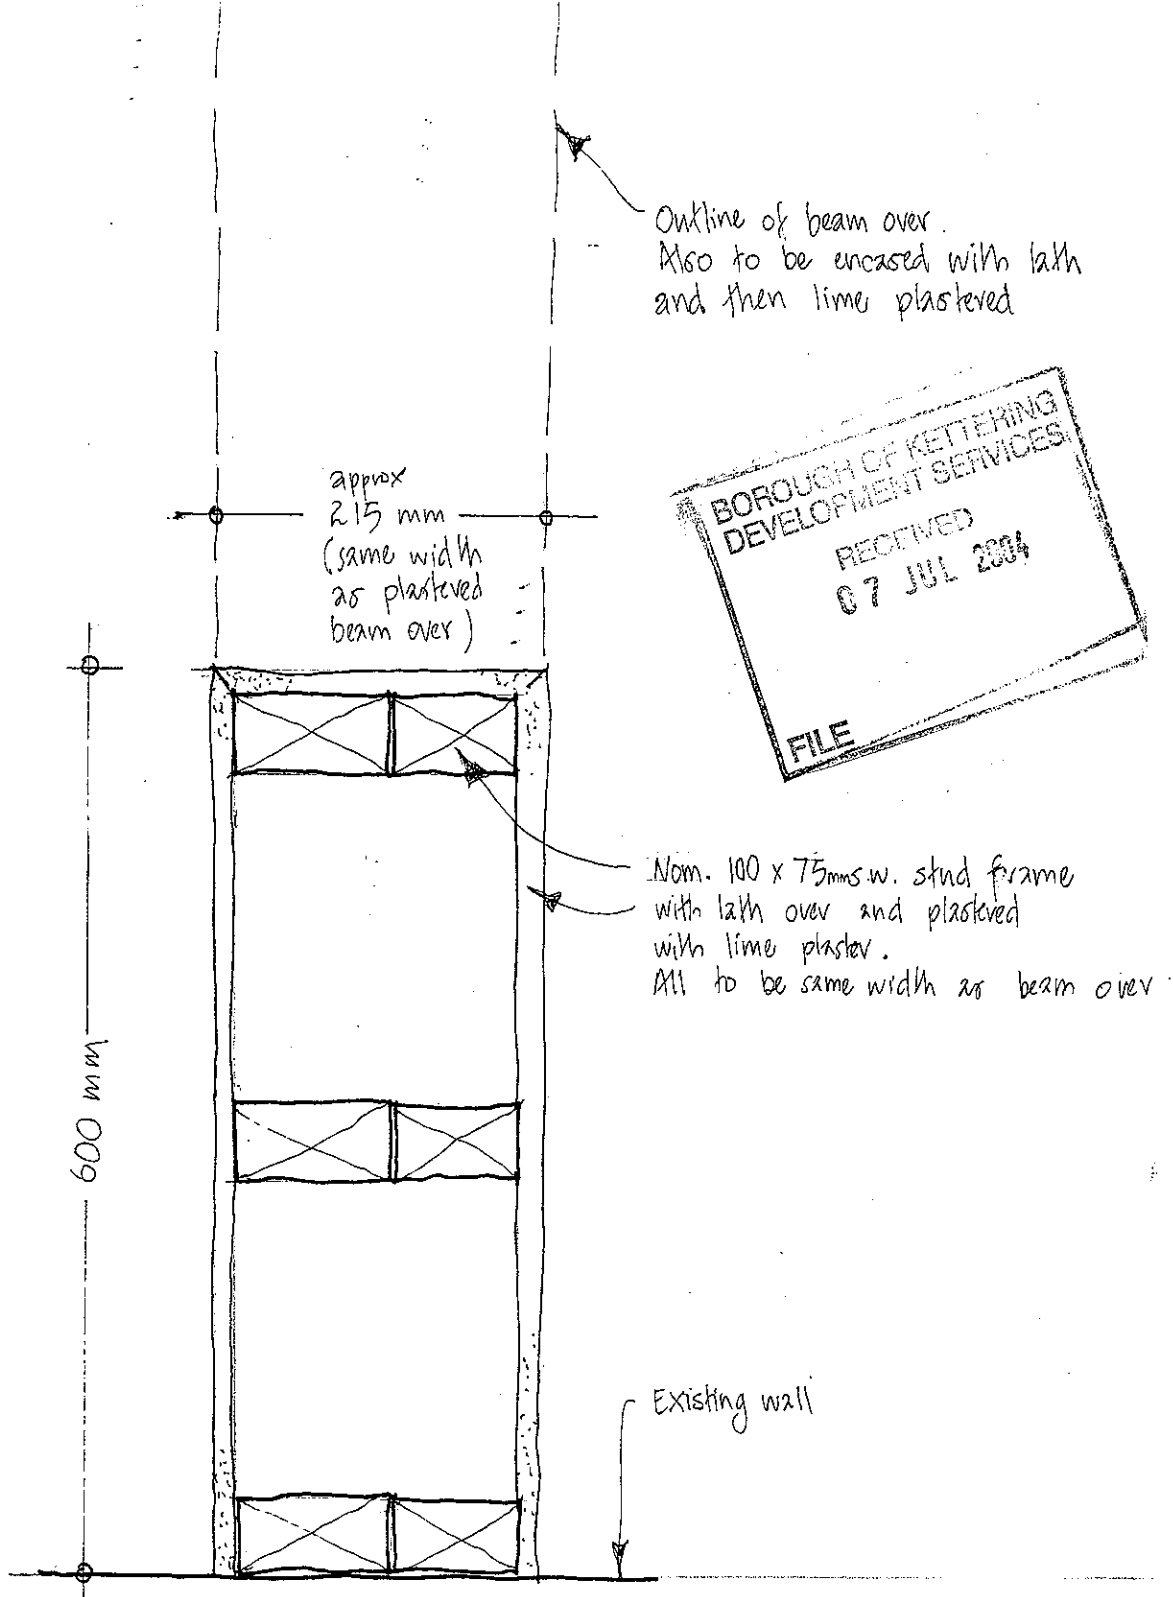 Outline of beam over.
Also to be encased with lath
and then lime plastered
BOROUGH OF KETTERING
DEVELOPMENT SERVICES
RECEIVED
07 JUL 2004
FILE
approx
215 mm
(same width
as plastered
beam over)
Nom. 100 x 75mm s.w. stud frame
with lath over and plastered
with lime plaster.
All to be same width as beam over
600 mm
Existing wall